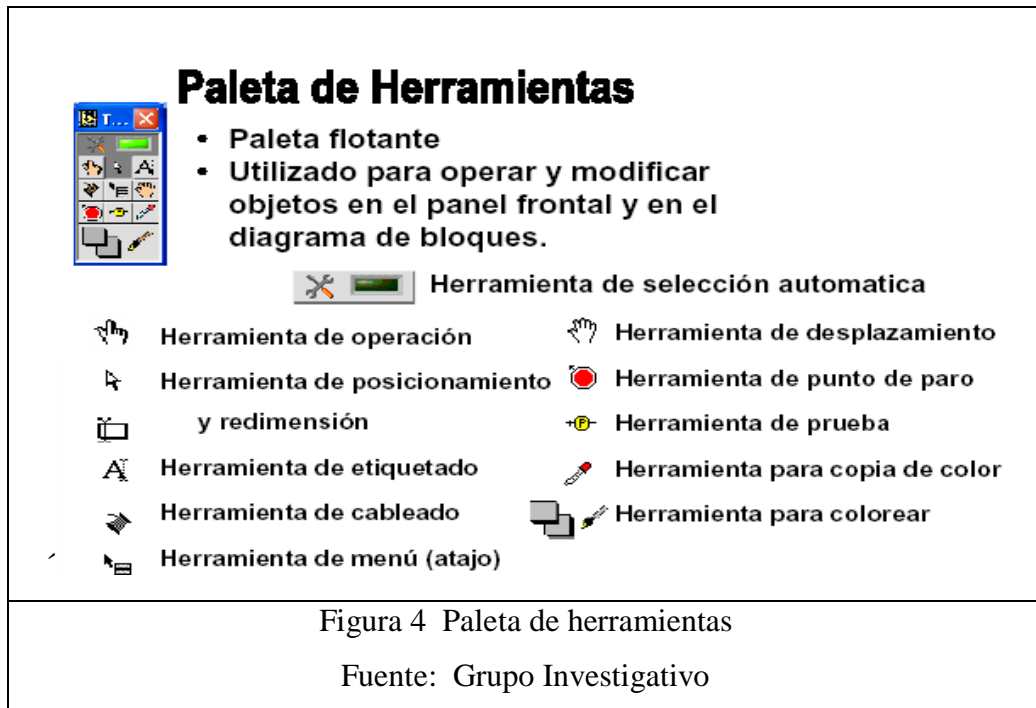 Paleta de Herramientas
T...
• Paleta flotante
• Utilizado para operar y modificar
objetos en el panel frontal y en el
diagrama de bloques.
Herramienta de selección automatica
Herramienta de operación
Herramienta de posicionamiento
y redimensión
Herramienta de etiquetado
Herramienta de cableado
Herramienta de menú (atajo)
Herramienta de desplazamiento
Herramienta de punto de paro
Herramienta de prueba
Herramienta para copia de color
Herramienta para colorear
Figura 4 Paleta de herramientas
Fuente: Grupo Investigativo